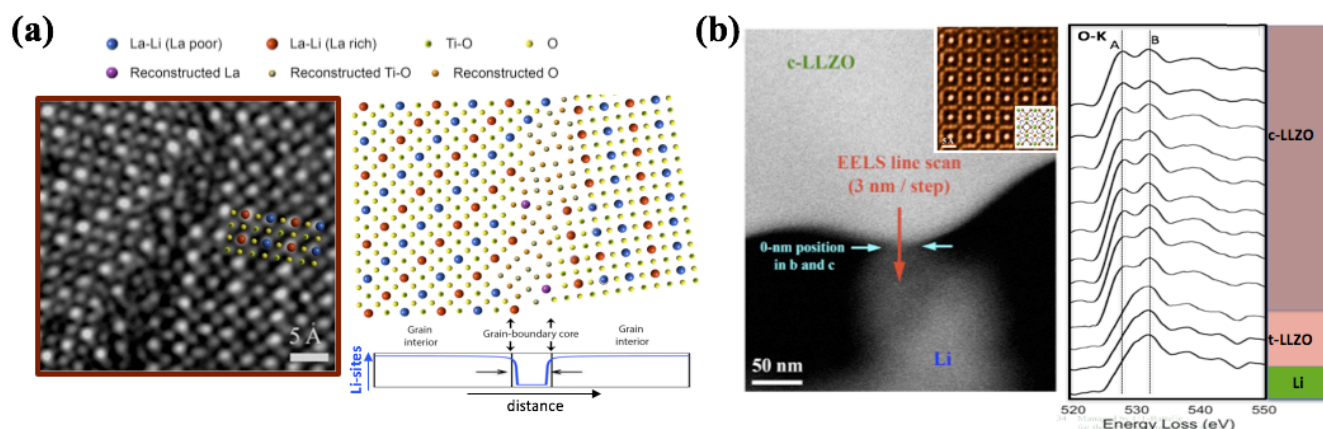 (a)
La-Li (La poor)
La-Li (La rich)
Ti-O
O
Reconstructed La
Reconstructed Ti-O
Reconstructed O
5 Å
Grain
interior
Grain-boundary core
Grain
interior
Li-sites
distance
(b)
c-LLZO
EELS line scan
(3 nm / step)
0-nm position
in b and c
Li
50 nm
O-K
A
B
c-LLZO
t-LLZO
Li
520
530
540
550
Energy Loss (eV)